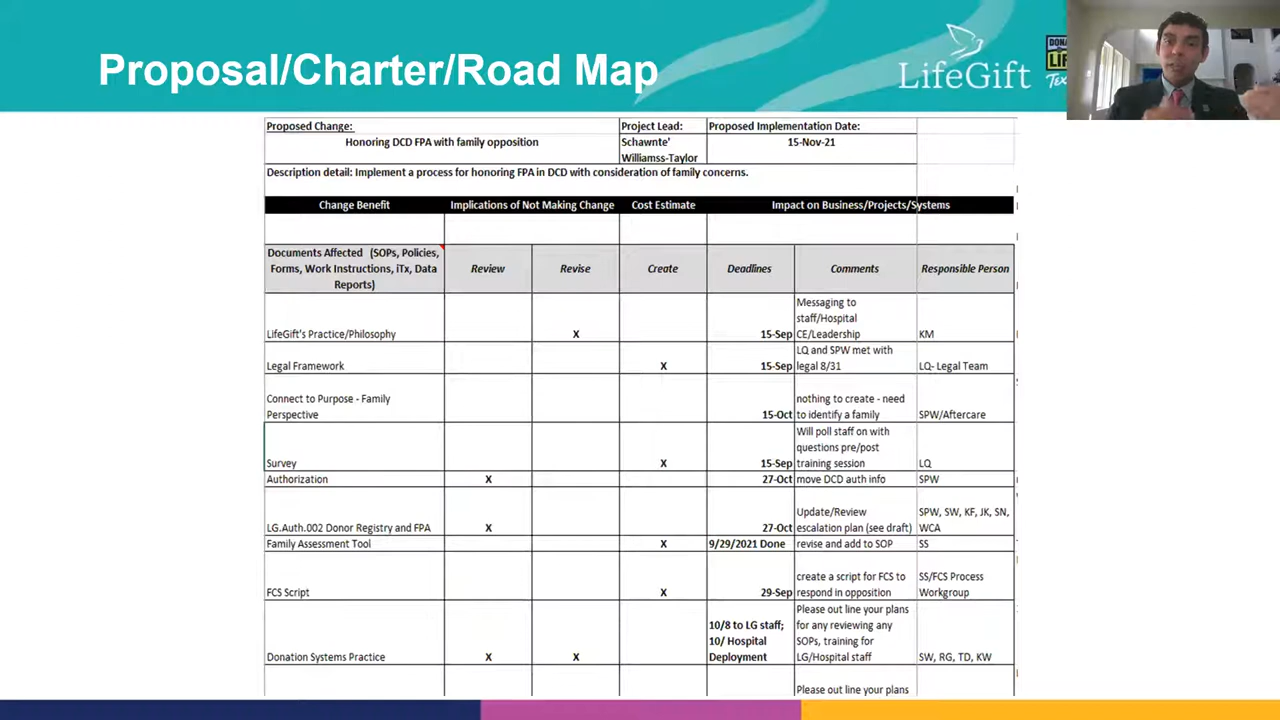 Proposal/Charter/Road Map
LifeGift
Proposed Change:
Project Lead:
Proposed Implementation Date:
Honoring DCD FPA with family opposition
Schawnte'
Williamss-Taylor
15-Nov-21
Description detail: Implement a process for honoring FPA in DCD with consideration of family concerns.
Change Benefit
Implications of Not Making Change
Cost Estimate
Impact on Business/Projects/Systems
Documents Affected (SOPs, Policies,
Forms, Work Instructions, iTx, Data
Reports)
Review
Revise
Create
Deadlines
Comments
Responsible Person
LifeGift's Practice/Philosophy
X
15-Sep
Messaging to
staff/Hospital
CE/Leadership
KM
Legal Framework
X
15-Sep
LQ and SPW met with
legal 8/31
LQ- Legal Team
Connect to Purpose - Family
Perspective
15-Oct
nothing to create - need
to identify a family
SPW/Aftercare
Survey
X
15-Sep
Will poll staff on with
questions pre/post
training session
LQ
Authorization
X
27-Oct
move DCD auth info
SPW
LG.Auth.002 Donor Registry and FPA
X
27-Oct
Update/Review
escalation plan (see draft)
SPW, SW, KF, JK, SN,
WCA
Family Assessment Tool
X
9/29/2021 Done
revise and add to SOP
SS
FCS Script
X
29-Sep
create a script for FCS to
respond in opposition
SS/FCS Process
Workgroup
Donation Systems Practice
X
X
10/8 to LG staff;
10/ Hospital
Deployment
Please out line your plans
for any reviewing any
SOPs, training for
LG/Hospital staff
SW, RG, TD, KW
Please out line your plans